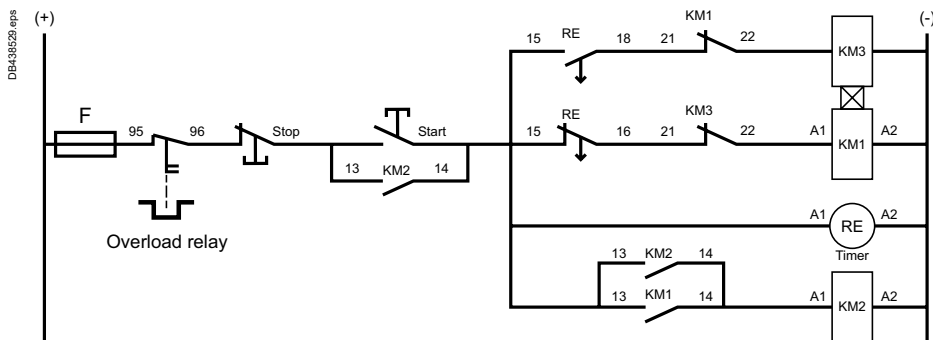 DB438529.eps
(+)
(-)
KM1
15 RE 18 21 22
KM3
F
95 96 Stop Start
15 RE 16 21 KM3 22 A1 KM1 A2
13 KM2 14
Overload relay
A1 RE A2
Timer
13 KM2 14
13 KM1 14 A1 KM2 A2